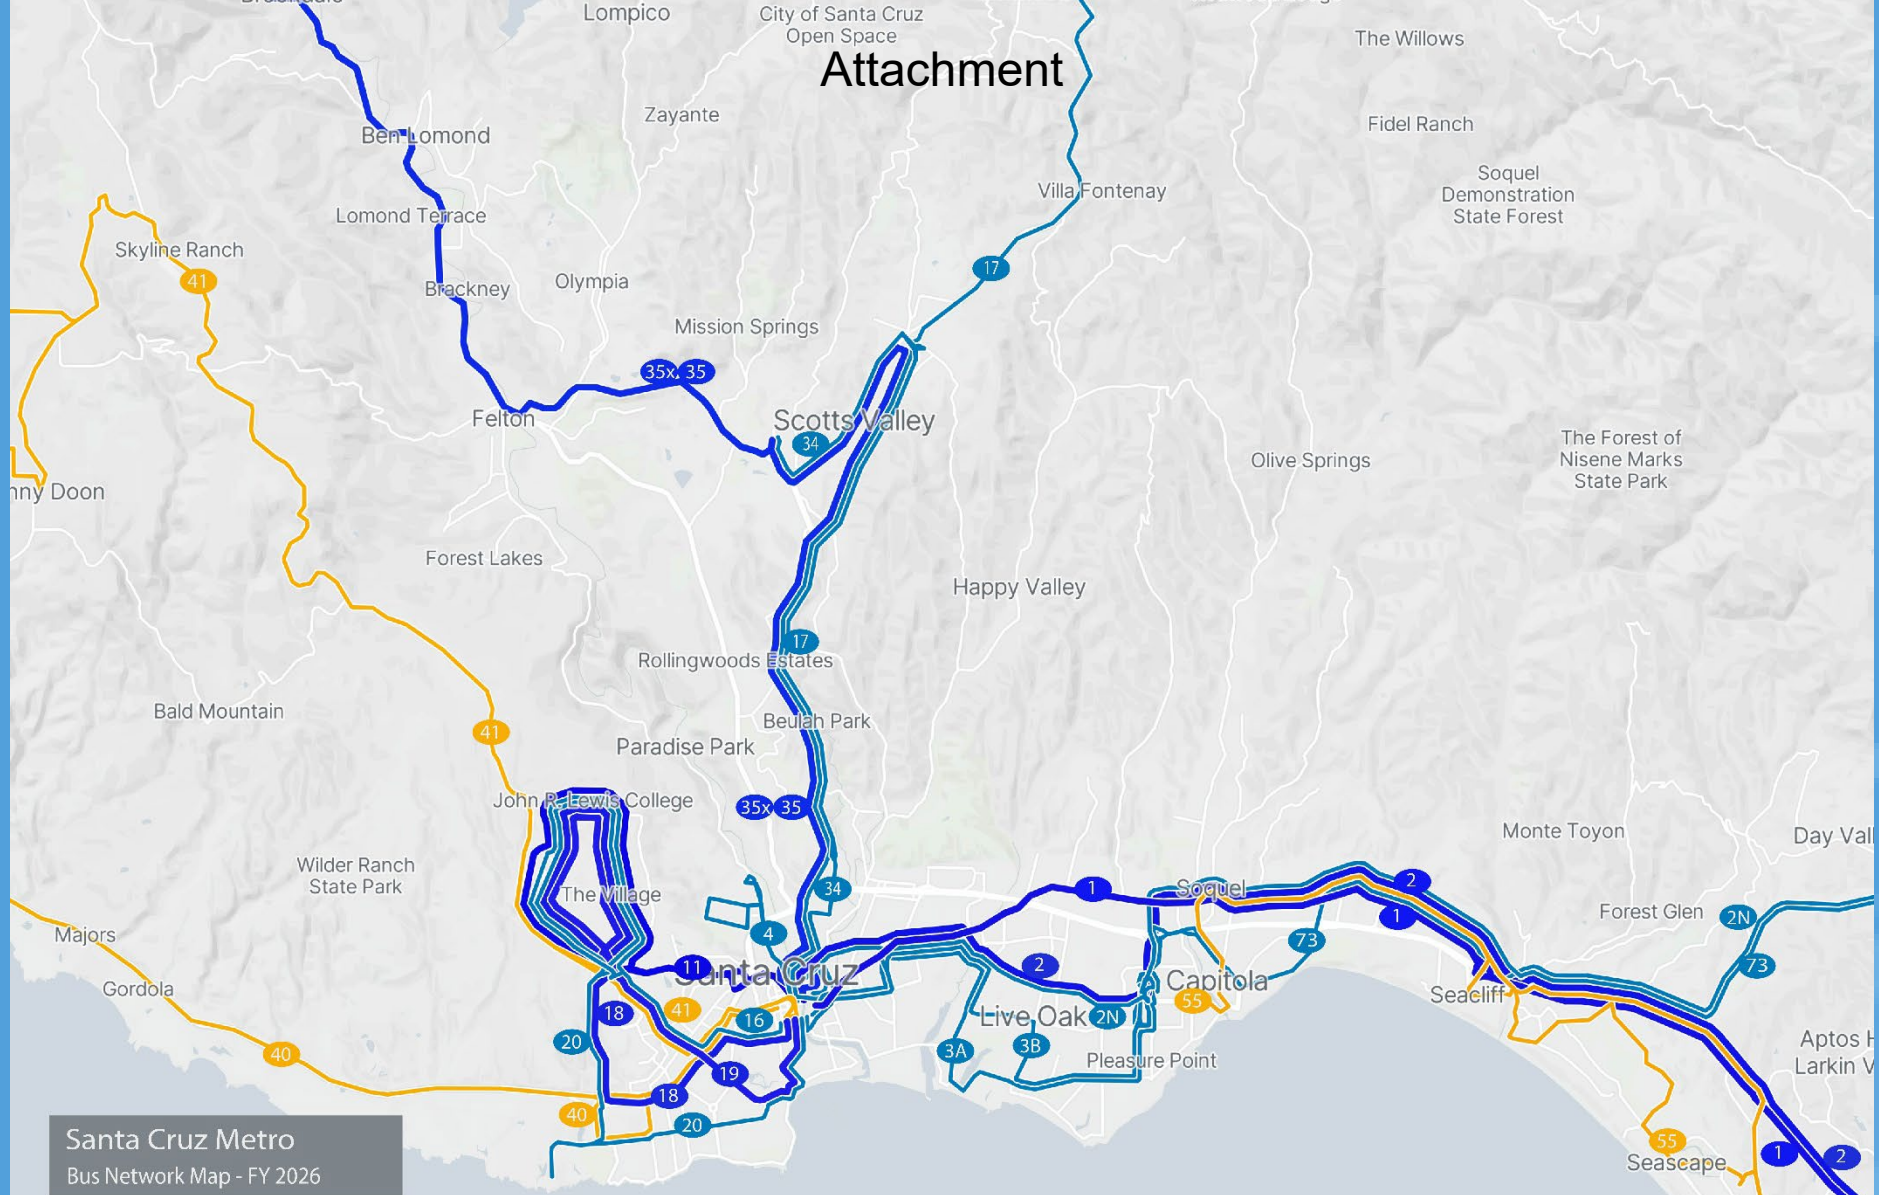 Lompico
City of Santa Cruz
Open Space
The Willows
Attachment
Zayante
Fidel Ranch
Ben Lomond
Soquel
Demonstration
State Forest
Villa Fontenay
Lomond Terrace
Skyline Ranch
17
41
Brackney
Olympia
Mission Springs
35x
35
Felton
Scotts Valley
34
The Forest of
Nisene Marks
State Park
Olive Springs
nny Doon
Forest Lakes
Happy Valley
17
Rollingwoods Estates
Bald Mountain
Beulah Park
41
Paradise Park
John R. Lewis College
35x
35
Monte Toyon
Day Vall
Wilder Ranch
State Park
The Village
34
1
Soquel
2
1
Forest Glen
2N
Majors
4
73
73
11
Santa Cruz
2
Capitola
Gordola
Seacliff
55
18
41
16
Live Oak
2N
20
3A
3B
Pleasure Point
Aptos H
Larkin V
40
19
18
40
20
Santa Cruz Metro
Bus Network Map - FY 2026
55
1
2
Seascape